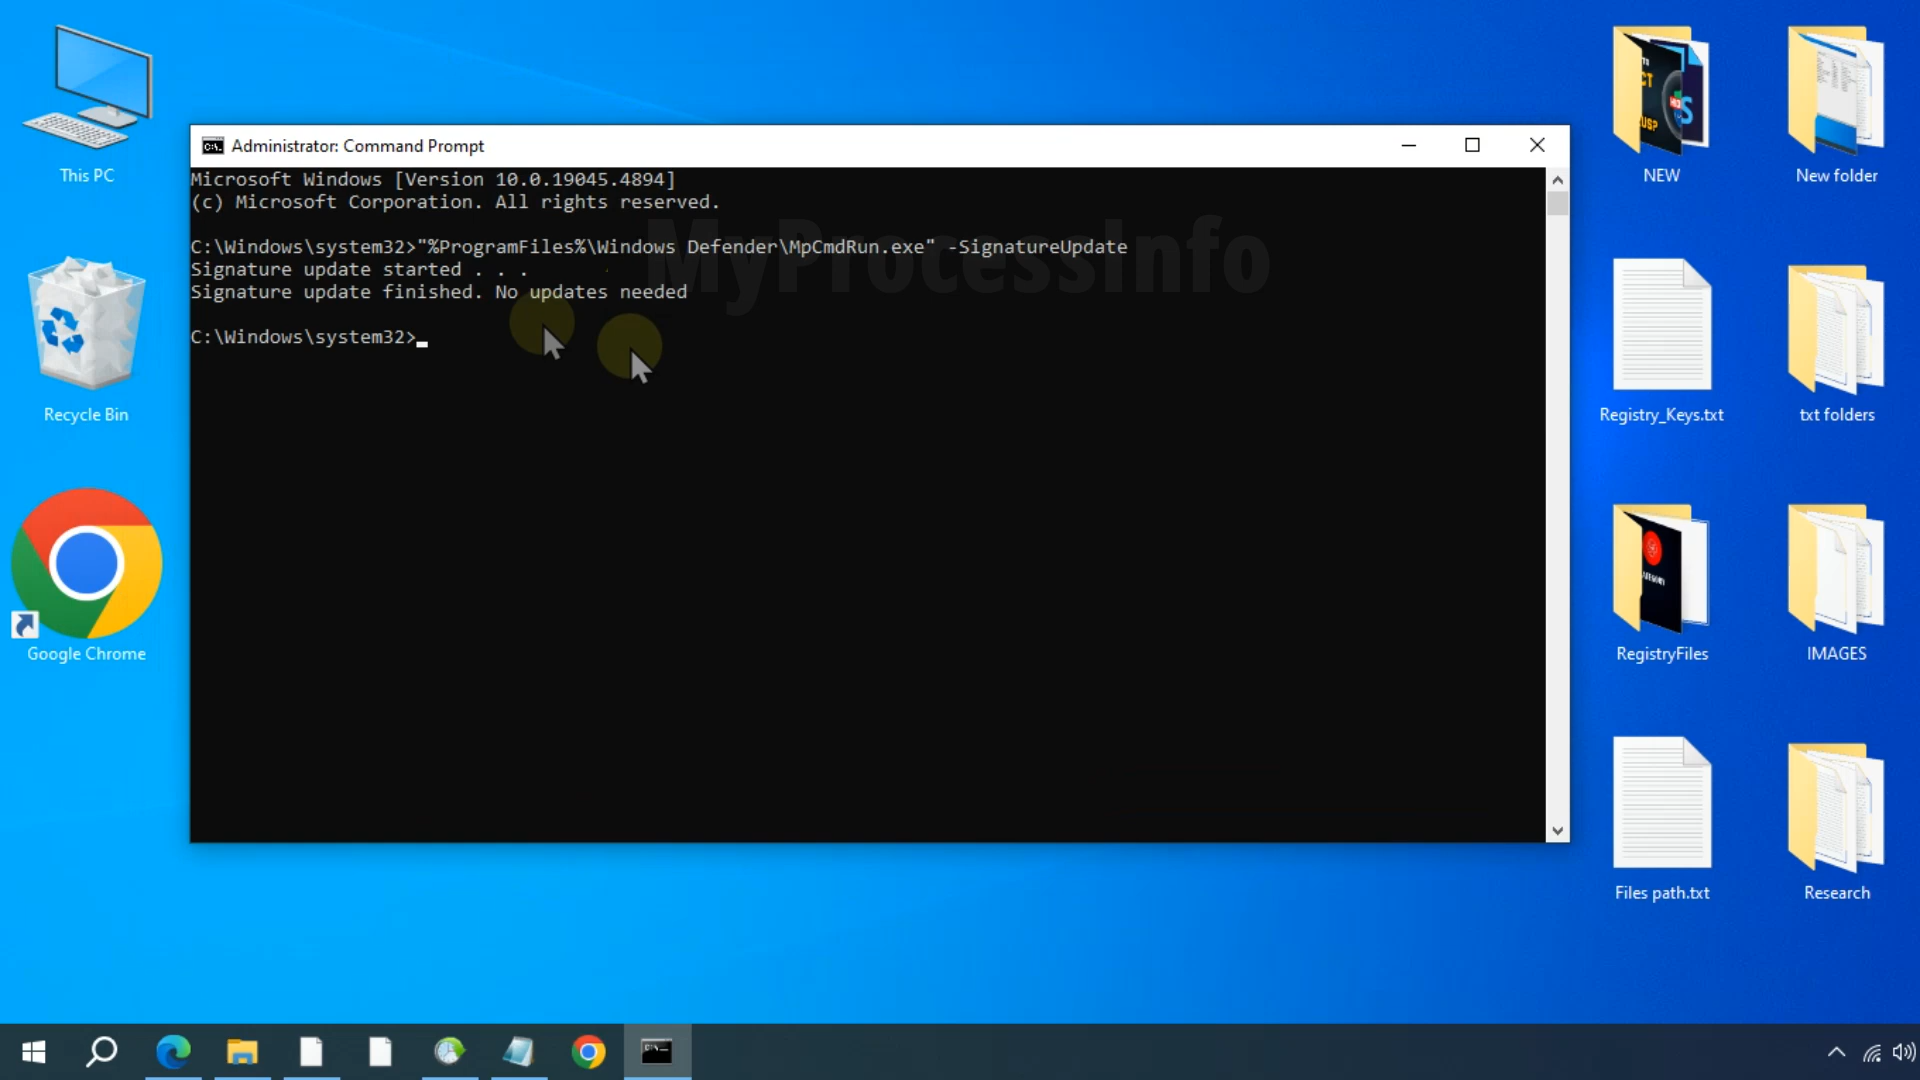 This PC
Recycle Bin
Google Chrome
Administrator: Command Prompt
Microsoft Windows [Version 10.0.19045.4894]
(c) Microsoft Corporation. All rights reserved.
C:\Windows\system32>"%ProgramFiles%\Windows Defender\MpCmdRun.exe" -SignatureUpdate
Signature update started . . .
Signature update finished. No updates needed
C:\Windows\system32>
MyProcessInfo
NEW
New folder
Registry_Keys.txt
txt folders
RegistryFiles
IMAGES
Files path.txt
Research